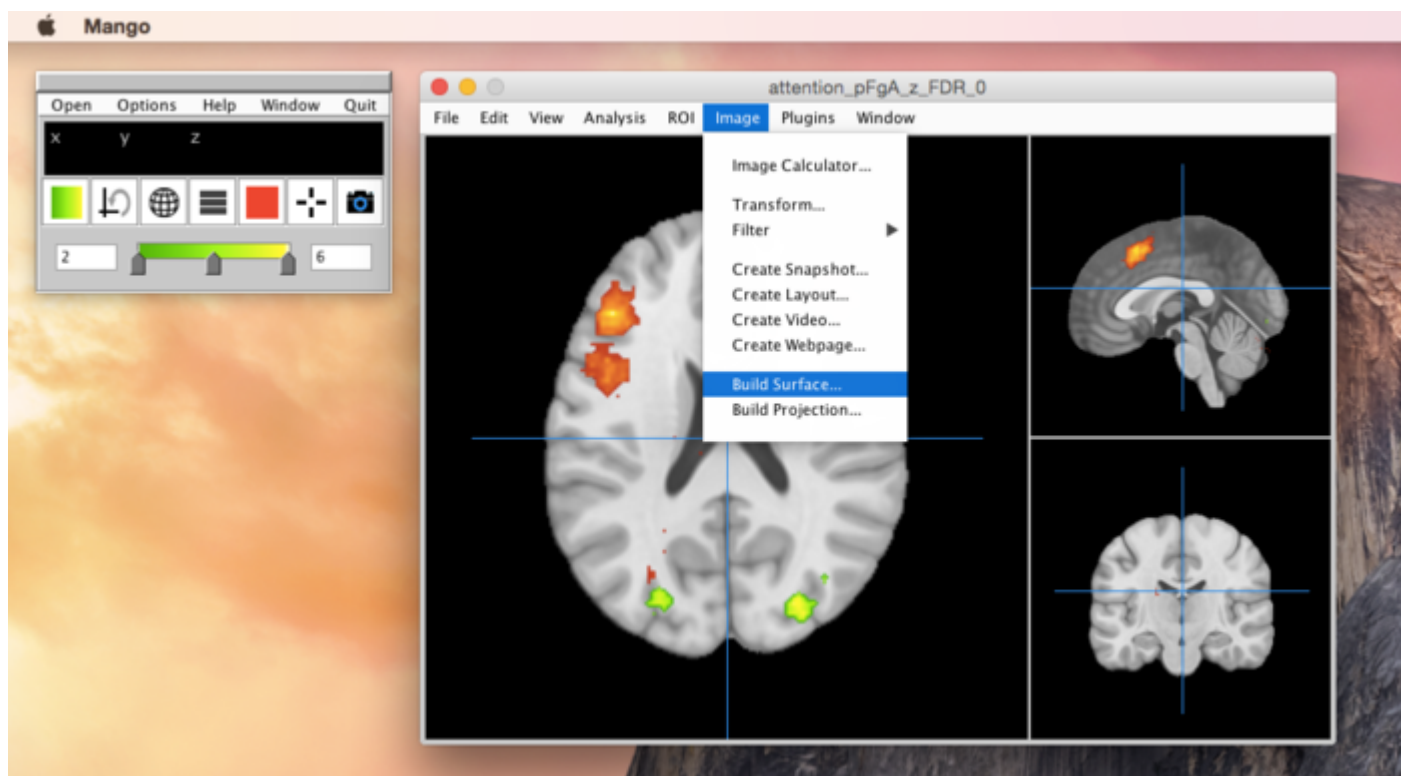 Mango
Open Options Help Window Quit
x y z
2 6
attention_pFgA_z_FDR_0
File Edit View Analysis ROI Image Plugins Window
Image Calculator...
Transform...
Filter
Create Snapshot...
Create Layout...
Create Video...
Create Webpage...
Build Surface...
Build Projection...